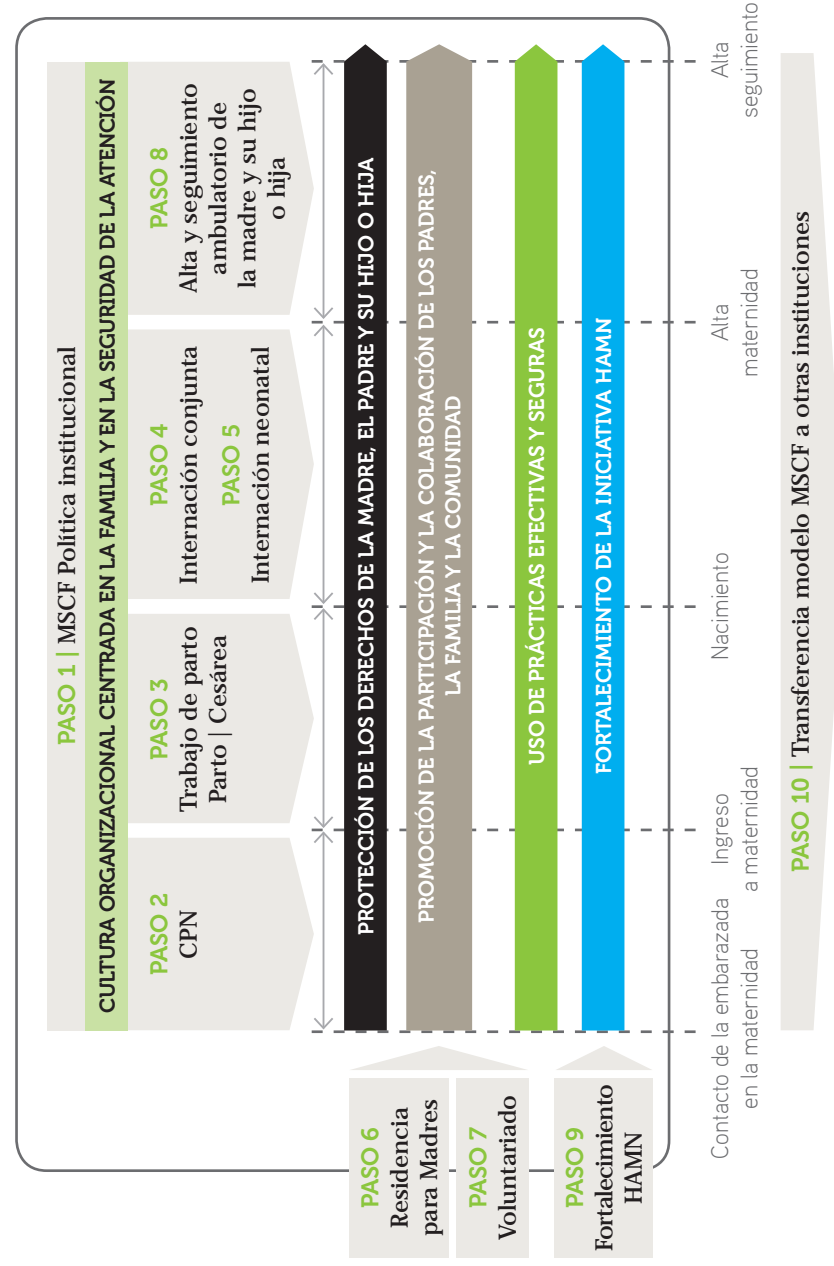 PASO 1 | MSCF Política institucional
CULTURA ORGANIZACIONAL CENTRADA EN LA FAMILIA Y EN LA SEGURIDAD DE LA ATENCIÓN
PASO 2
CPN
PASO 3
Trabajo de parto
Parto | Cesárea
PASO 4
Internación conjunta
PASO 5
Internación neonatal
PASO 8
Alta y seguimiento
ambulatorio de
la madre y su hijo
o hija
PASO 6
Residencia
para Madres
PASO 7
Voluntariado
PASO 9
Fortalecimiento
HAMN
PROTECCIÓN DE LOS DERECHOS DE LA MADRE, EL PADRE Y SU HIJO O HIJA
PROMOCIÓN DE LA PARTICIPACIÓN Y LA COLABORACIÓN DE LOS PADRES,
LA FAMILIA Y LA COMUNIDAD
USO DE PRÁCTICAS EFECTIVAS Y SEGURAS
FORTALECIMIENTO DE LA INICIATIVA HAMN
Contacto de la embarazada
en la maternidad
Ingreso
a maternidad
Nacimiento
Alta
maternidad
Alta
seguimiento
PASO 10 | Transferencia modelo MSCF a otras instituciones